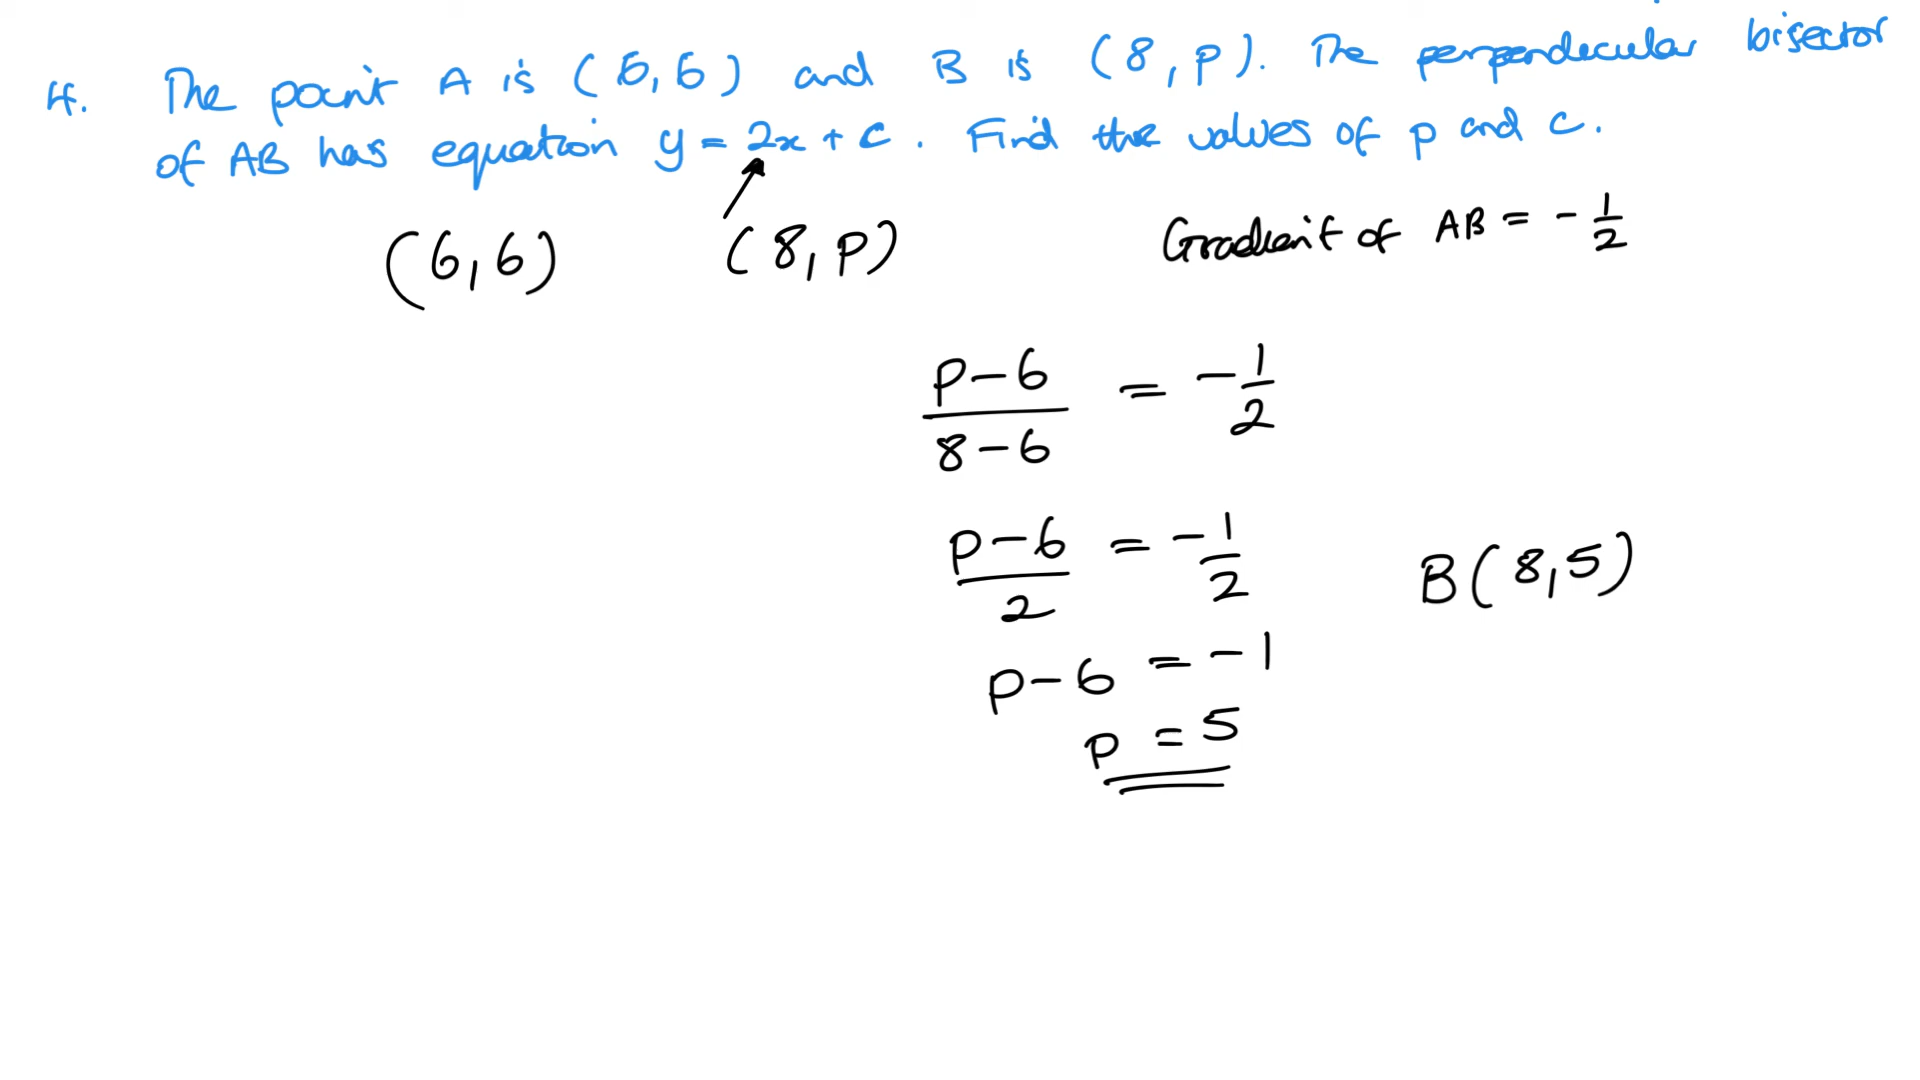 4. The point A is (6,6) and B is (8,p). The perpendicular bisector
of AB has equation y = 2x + c. Find the values of p and c.
(6,6) (8,p) Gradient of AB = -1/2
p-6/8-6 = -1/2
p-6/2 = -1/2
B(8,5)
p-6 = -1
p = 5